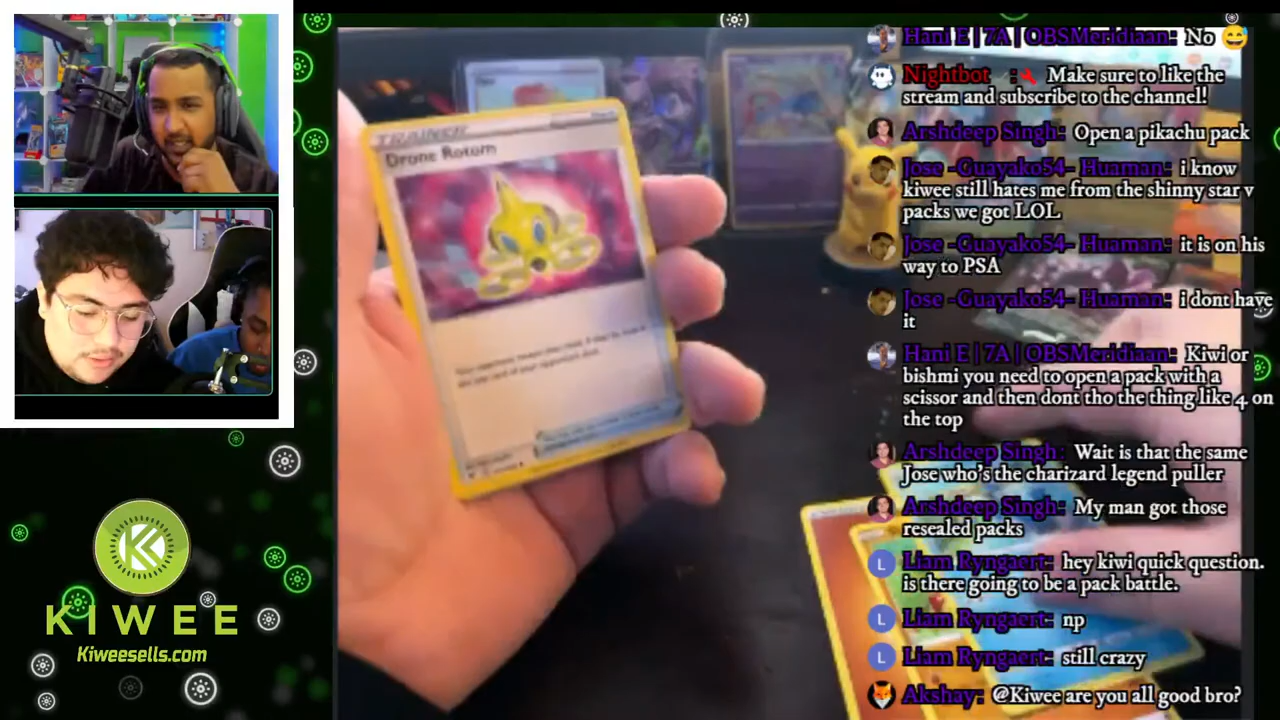 TRAINER
Drone Rotom
KIWEE
Kiweesells.com
Hani E | 7A | OBSMeridiaan: No 😅
Nightbot : Make sure to like the
stream and subscribe to the channel!
Arshdeep Singh: Open a pikachu pack
Jose -Guayako54- Huaman: i know
kiwee still hates me from the shinny star v
packs we got LOL
Jose -Guayako54- Huaman: it is on his
way to PSA
Jose -Guayako54- Huaman: i dont have
it
Hani E | 7A | OBSMeridiaan: Kiwi or
bishmi you need to open a pack with a
scissor and then dont tho the thing like 4 on
the top
Arshdeep Singh: Wait is that the same
Jose who's the charizard legend puller
Arshdeep Singh: My man got those
resealed packs
L Liam Ryngaert: hey kiwi quick question.
is there going to be a pack battle.
L Liam Ryngaert: np
L Liam Ryngaert: still crazy
Akshay: @Kiwee are you all good bro?